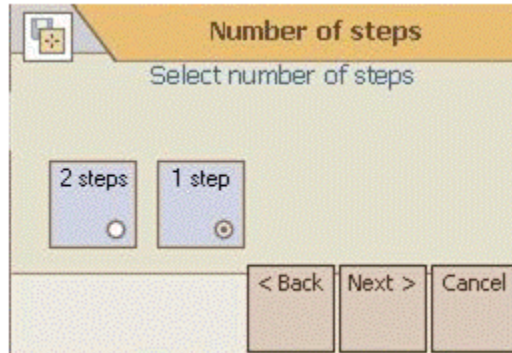 Number of steps
Select number of steps
2 steps
1 step
< Back
Next >
Cancel